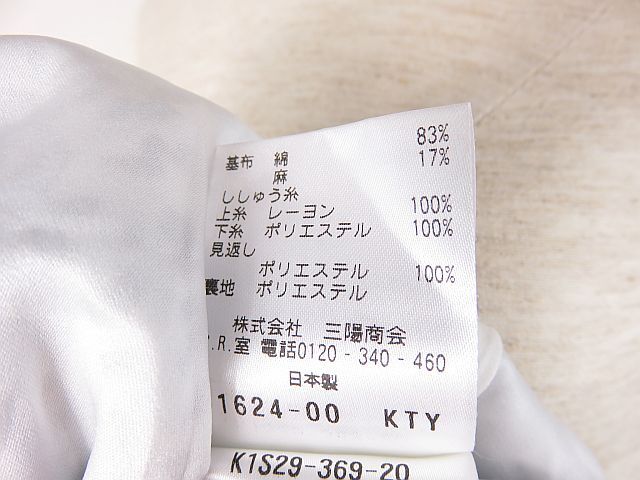 基布 綿 83%
麻 17%
ししゅう糸
上糸 レーヨン 100%
下糸 ポリエステル 100%
見返し
ポリエステル 100%
裏地 ポリエステル
株式会社 三陽商会
.R.室 電話0120-340-460
日本製
1624-00 KTY
K1S29-369-20